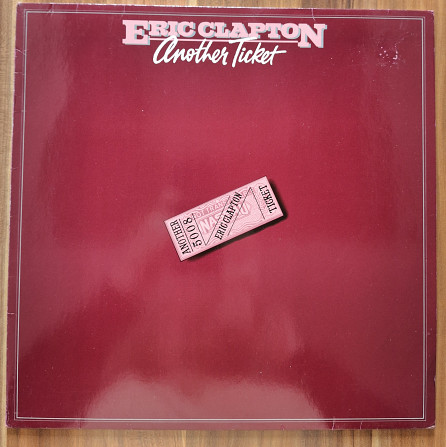 ERIC CLAPTON
Another Ticket
ANOTHER
5008
ERIC CLAPTON
TICKET